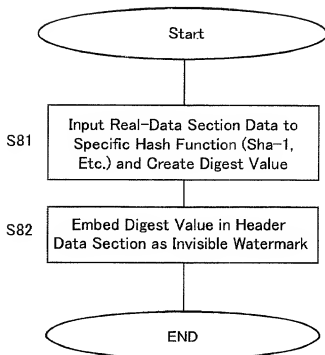 Start
S81
Input Real-Data Section Data to
Specific Hash Function (Sha-1,
Etc.) and Create Digest Value
S82
Embed Digest Value in Header
Data Section as Invisible Watermark
END